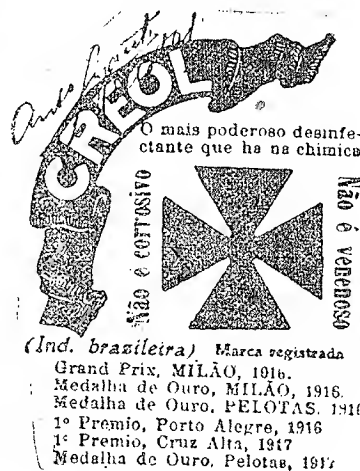 CREOL
O mais poderoso desinfe-
ctante que ha na chimica
Não é corrosivo
Não é venenoso
(Ind. brazileira) Marca registrada
Grand Prix, MILÃO, 1916.
Medalha de Ouro, MILÃO, 1916.
Medalha de Ouro, PELOTAS, 1916
1º Premio, Porto Alegre, 1916
1º Premio, Cruz Alta, 1917
Medalha de Ouro, Pelotas, 1917